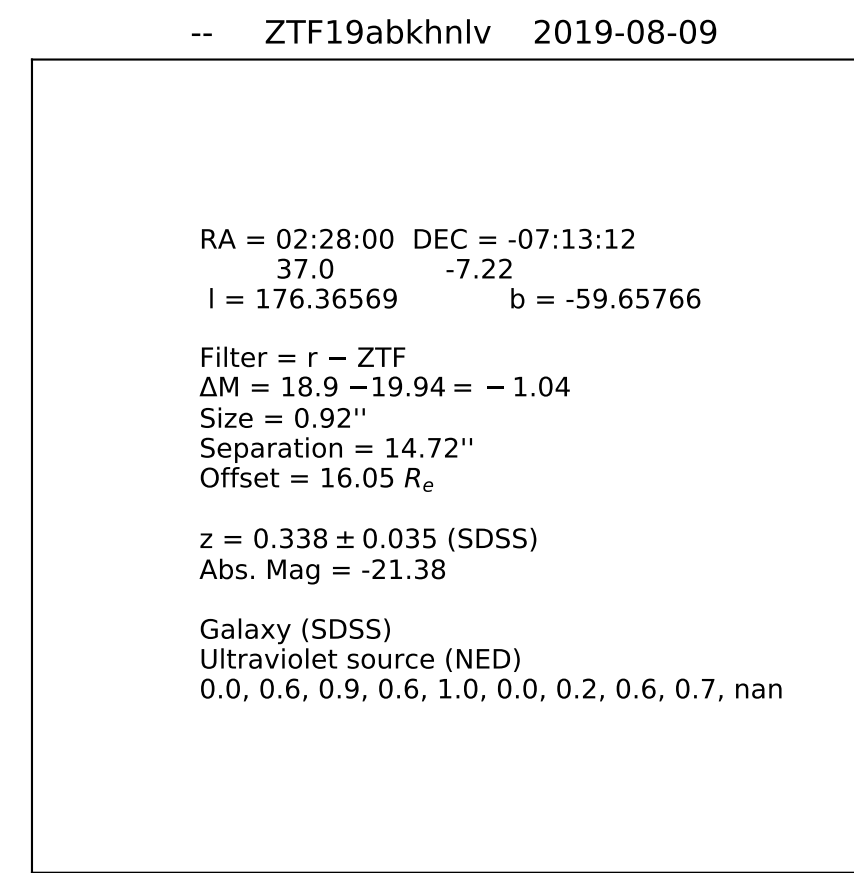 -- ZTF19abkhnlv 2019-08-09
RA = 02:28:00 DEC = -07:13:12
37.0 -7.22
l = 176.36569 b = -59.65766
Filter = r − ZTF
ΔM = 18.9 −19.94 = − 1.04
Size = 0.92''
Separation = 14.72''
Offset = 16.05 Re
z = 0.338 ± 0.035 (SDSS)
Abs. Mag = -21.38
Galaxy (SDSS)
Ultraviolet source (NED)
0.0, 0.6, 0.9, 0.6, 1.0, 0.0, 0.2, 0.6, 0.7, nan